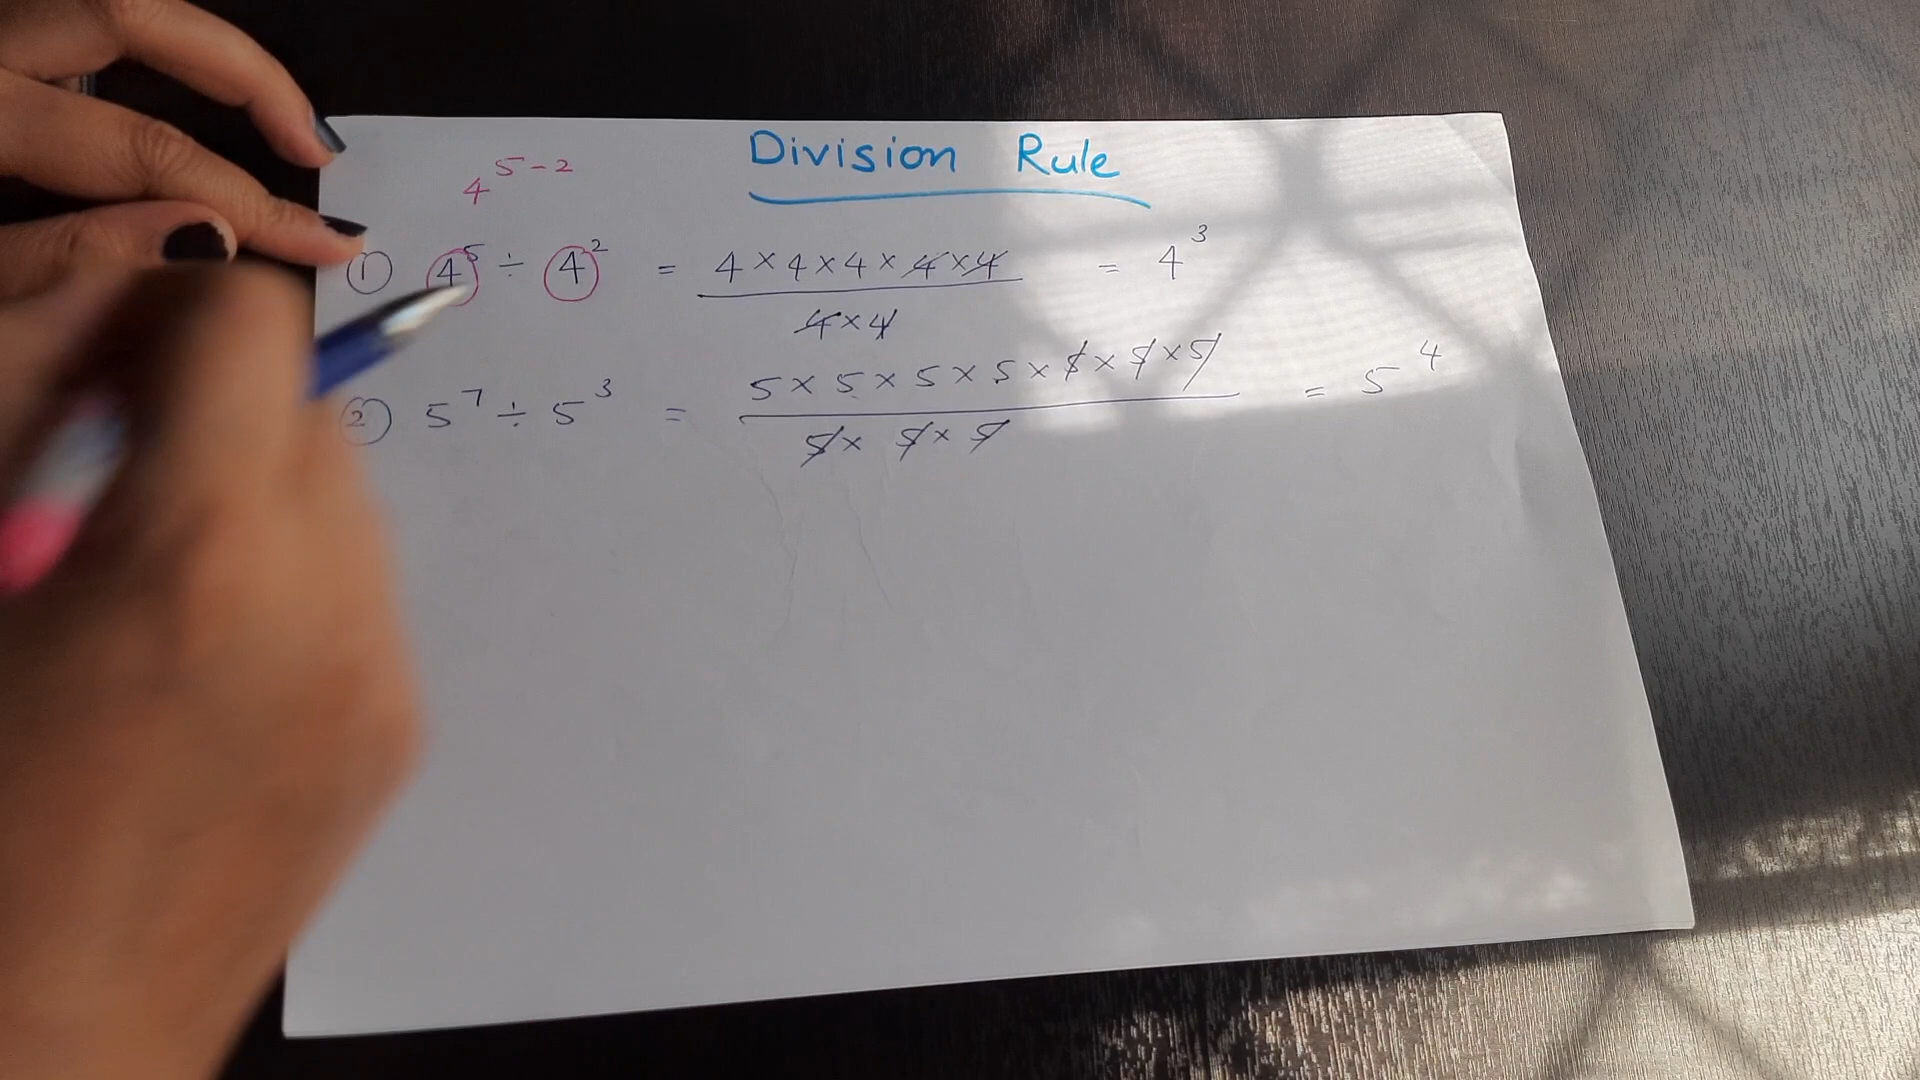 Division Rule
4^5-2
① 4^5 ÷ 4^2 = 4×4×4×4×4 / 4×4 = 4^3
② 5^7 ÷ 5^3 = 5×5×5×5×5×5×5 / 5×5×5 = 5^4